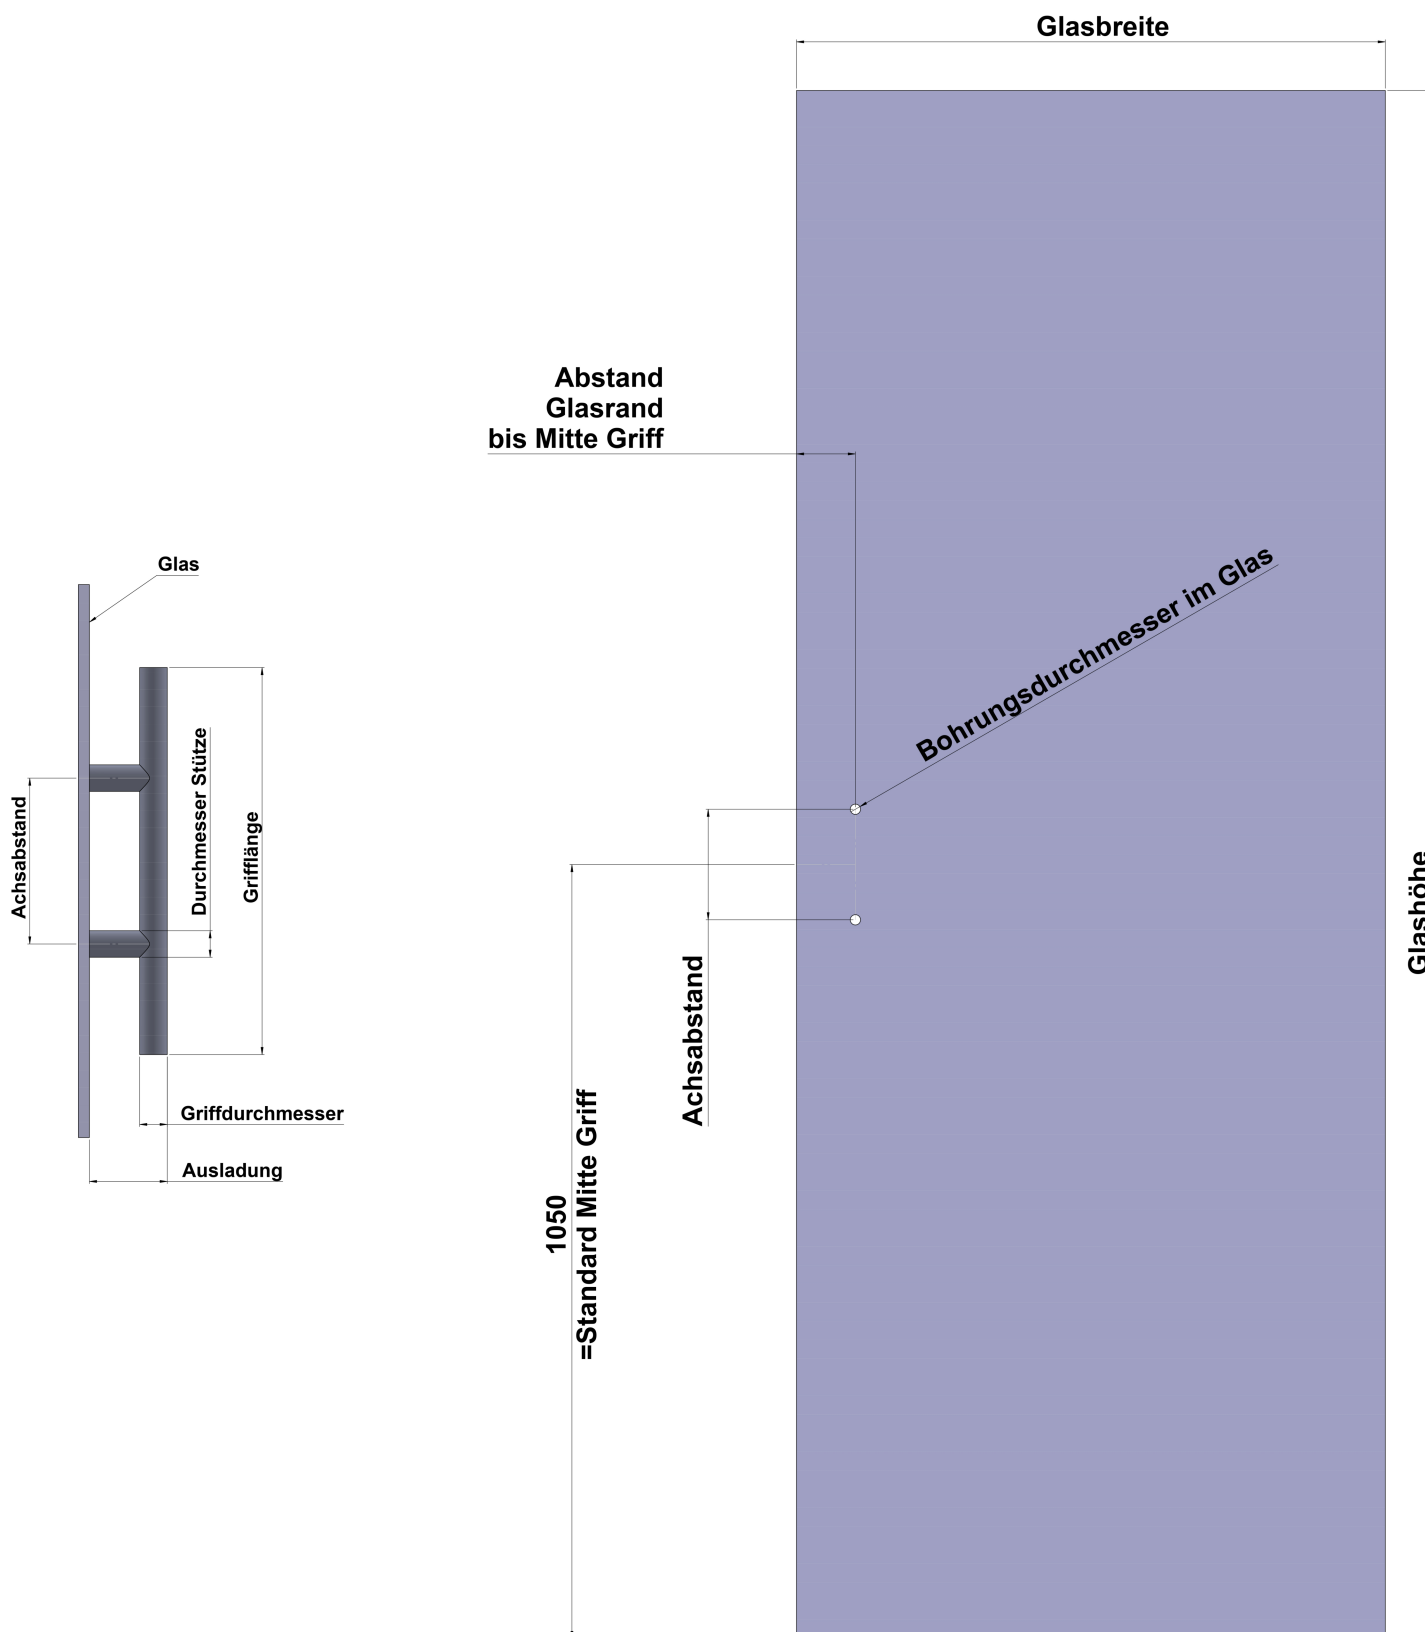 Glasbreite
Abstand
Glasrand
bis Mitte Griff
Glas
Bohrungsdurchmesser im Glas
Achsabstand
Durchmesser Stütze
Grifflänge
Glashöhe
Achsabstand
Griffdurchmesser
Ausladung
1050
=Standard Mitte Griff